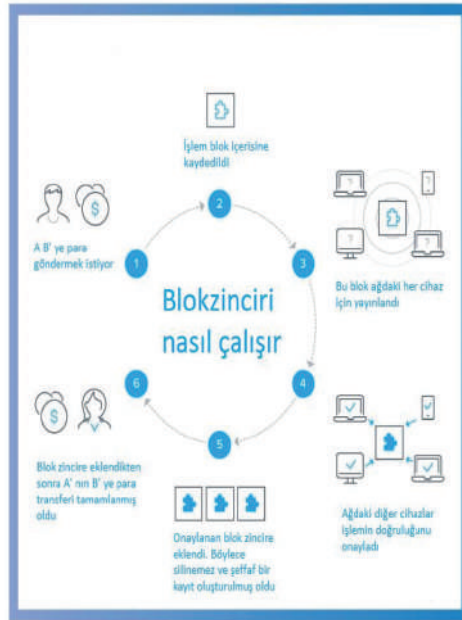 İşlem blok içerisine
kaydedildi
A B' ye para
göndermek istiyor
1
2
3
Bu blok ağdaki her cihaz
için yayınlandı
Blokzinciri
nasıl çalışır
6
5
4
Blok zincire eklendikten
sonra A' nın B' ye para
transferi tamamlanmış
oldu
Onaylanan blok zincire
eklendi. Böylece
silinemez ve şeffaf bir
kayıt oluşturulmuş oldu
Ağdaki diğer cihazlar
işlemin doğruluğunu
onayladı